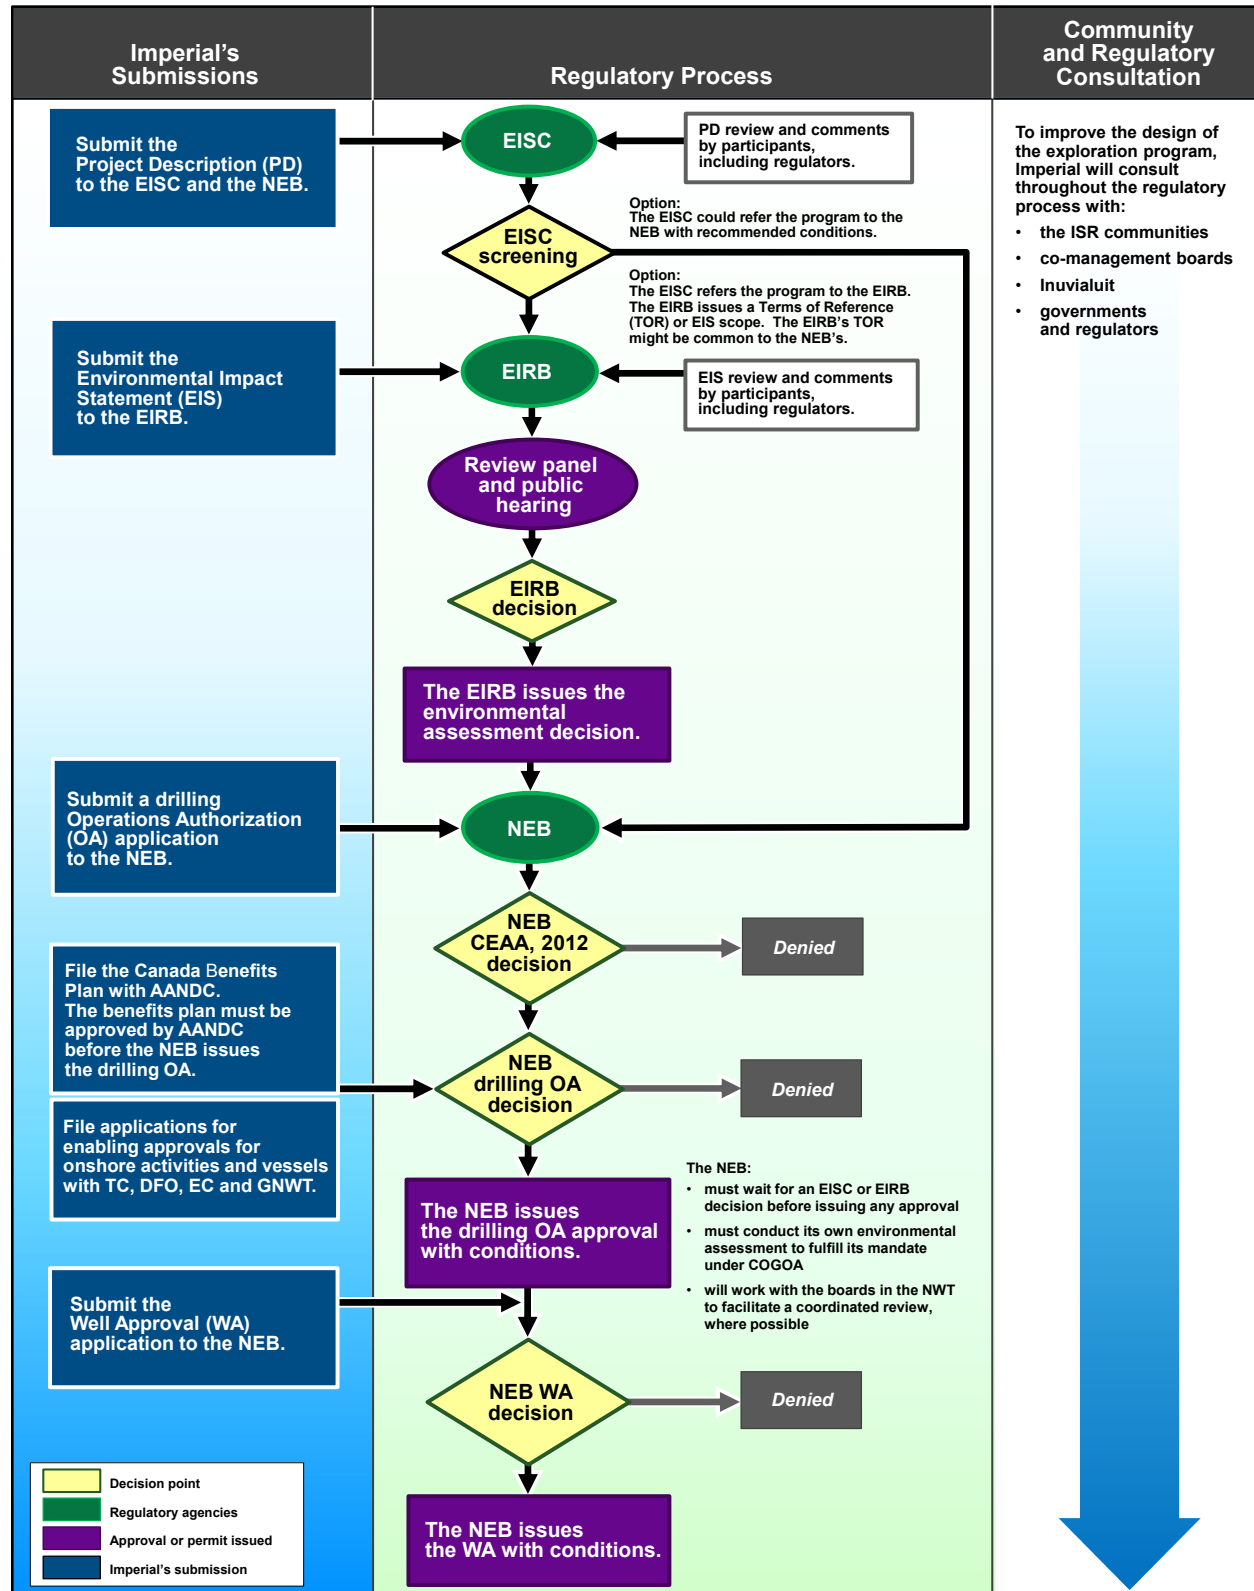 Imperial's
Submissions
Regulatory Process
Community
and Regulatory
Consultation
Submit the
Project Description (PD)
to the EISC and the NEB.
EISC
PD review and comments
by participants,
including regulators.
To improve the design of
the exploration program,
Imperial will consult
throughout the regulatory
process with:
• the ISR communities
• co-management boards
• Inuvialuit
• governments
and regulators
Option:
The EISC could refer the program to the
NEB with recommended conditions.
EISC
screening
Option:
The EISC refers the program to the EIRB.
The EIRB issues a Terms of Reference
(TOR) or EIS scope. The EIRB's TOR
might be common to the NEB's.
Submit the
Environmental Impact
Statement (EIS)
to the EIRB.
EIRB
EIS review and comments
by participants,
including regulators.
Review panel
and public
hearing
EIRB
decision
The EIRB issues the
environmental
assessment decision.
Submit a drilling
Operations Authorization
(OA) application
to the NEB.
NEB
NEB
CEAA, 2012
decision
Denied
File the Canada Benefits
Plan with AANDC.
The benefits plan must be
approved by AANDC
before the NEB issues
the drilling OA.
NEB
drilling OA
decision
Denied
File applications for
enabling approvals for
onshore activities and vessels
with TC, DFO, EC and GNWT.
The NEB issues
the drilling OA approval
with conditions.
The NEB:
• must wait for an EISC or EIRB
decision before issuing any approval
• must conduct its own environmental
assessment to fulfill its mandate
under COGOA
• will work with the boards in the NWT
to facilitate a coordinated review,
where possible
Submit the
Well Approval (WA)
application to the NEB.
NEB WA
decision
Denied
The NEB issues
the WA with conditions.
Decision point
Regulatory agencies
Approval or permit issued
Imperial's submission